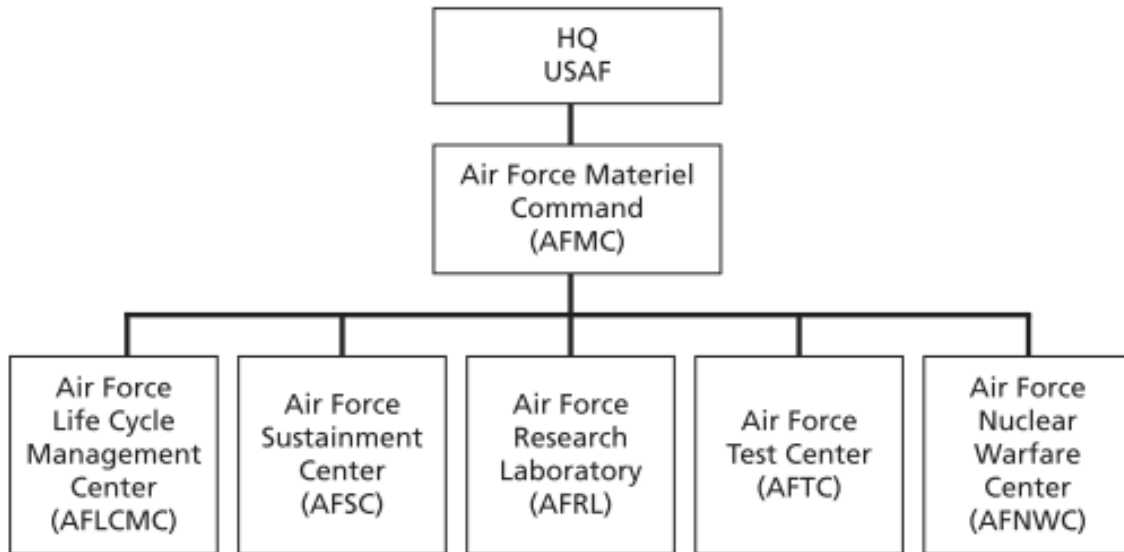 HQ
USAF
Air Force Materiel
Command
(AFMC)
Air Force
Life Cycle
Management
Center
(AFLCMC)
Air Force
Sustainment
Center
(AFSC)
Air Force
Research
Laboratory
(AFRL)
Air Force
Test Center
(AFTC)
Air Force
Nuclear
Warfare
Center
(AFNWC)